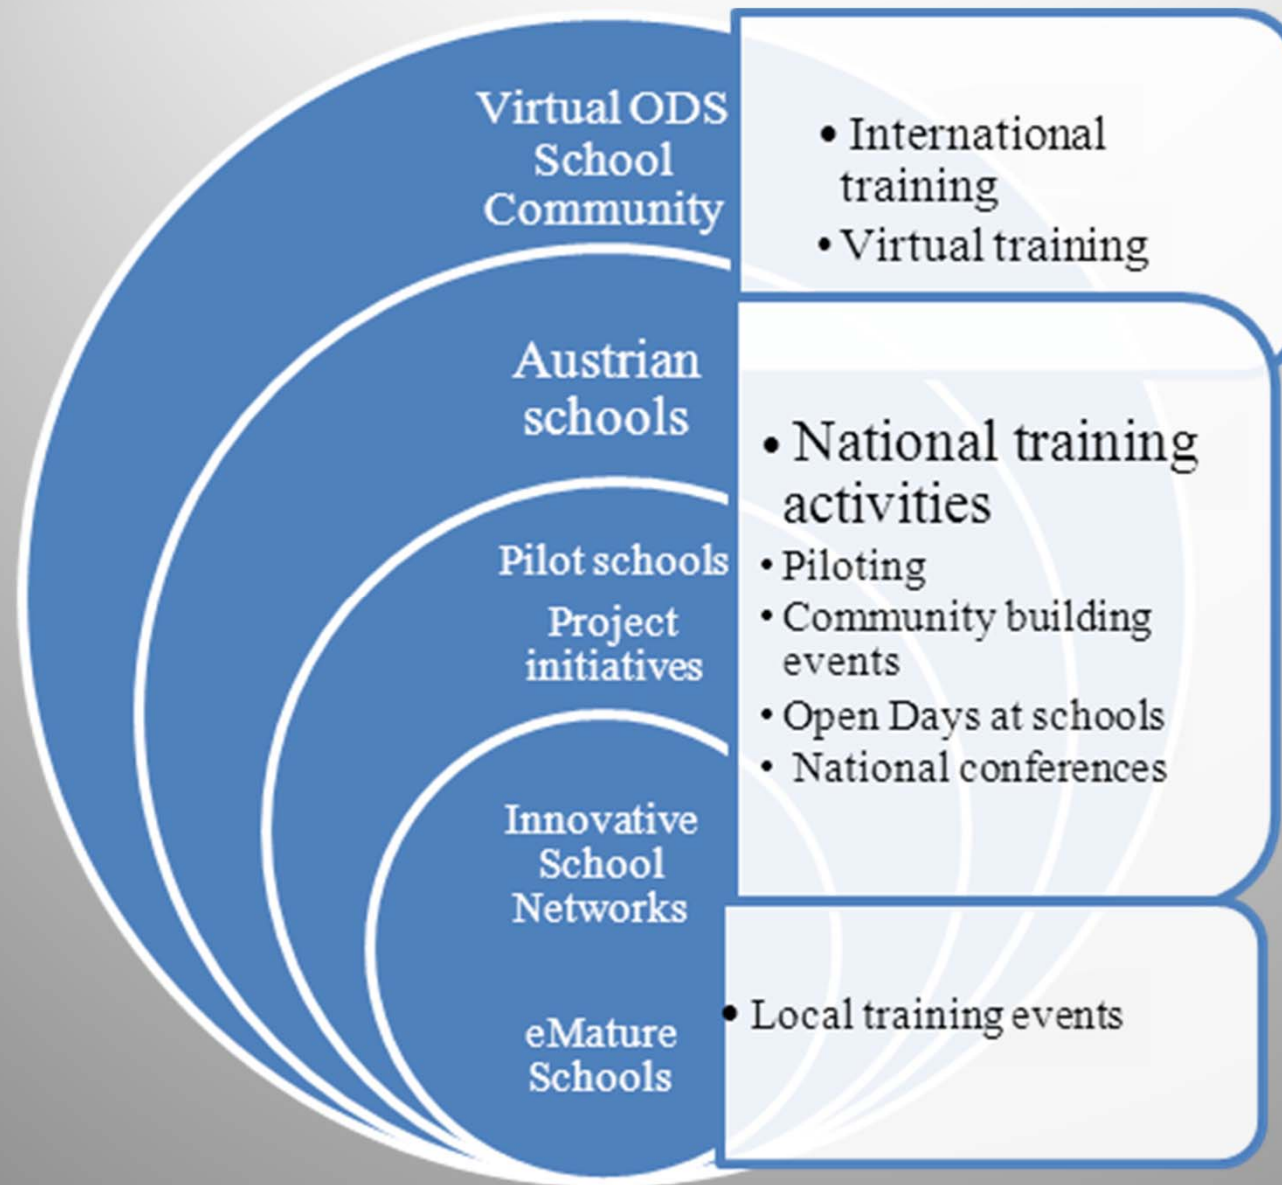 Virtual ODS
School
Community
• International
training
• Virtual training
Austrian
schools
• National training
activities
• Piloting
• Community building
events
• Open Days at schools
• National conferences
Pilot schools
Project
initiatives
Innovative
School
Networks
eMature
Schools
• Local training events